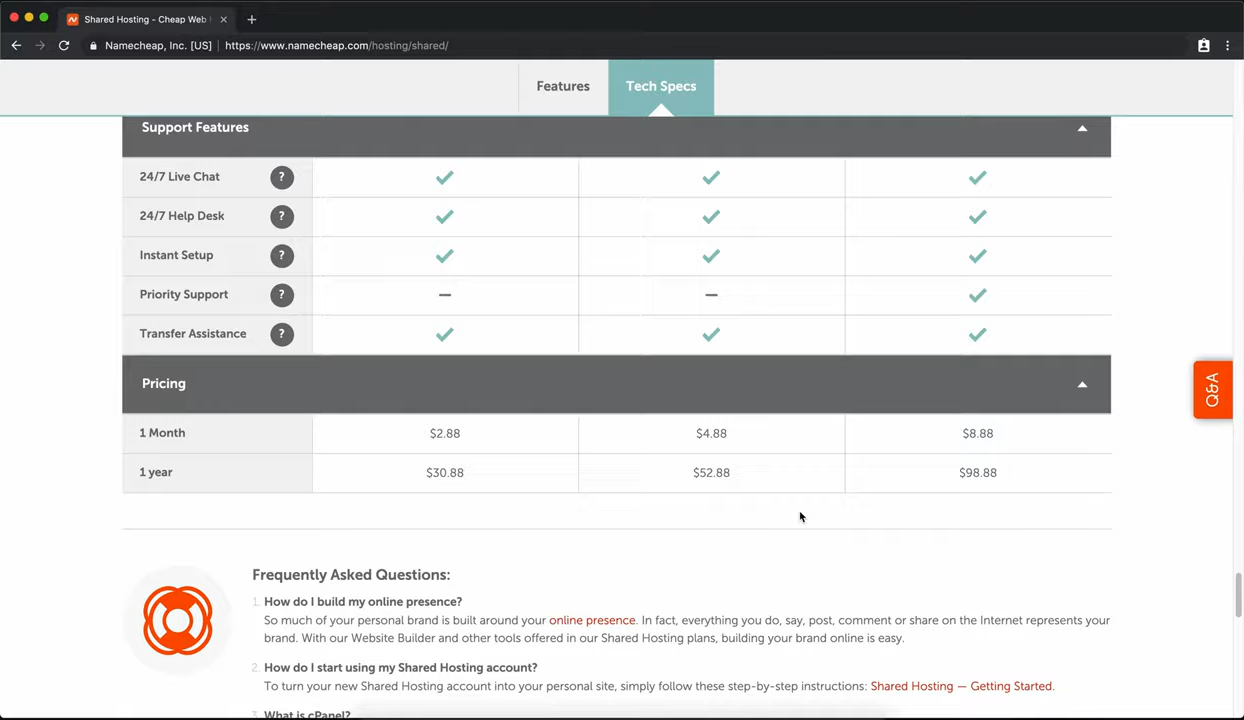 Shared Hosting - Cheap Web
Namecheap, Inc. [US] | https://www.namecheap.com/hosting/shared/
Features
Tech Specs
Support Features
24/7 Live Chat ?
24/7 Help Desk ?
Instant Setup ?
Priority Support ? – –
Transfer Assistance ?
Pricing
1 Month $2.88 $4.88 $8.88
1 year $30.88 $52.88 $98.88
Q&A
Frequently Asked Questions:
1. How do I build my online presence?
So much of your personal brand is built around your online presence. In fact, everything you do, say, post, comment or share on the Internet represents your
brand. With our Website Builder and other tools offered in our Shared Hosting plans, building your brand online is easy.
2. How do I start using my Shared Hosting account?
To turn your new Shared Hosting account into your personal site, simply follow these step-by-step instructions: Shared Hosting — Getting Started.
3. What is cPanel?